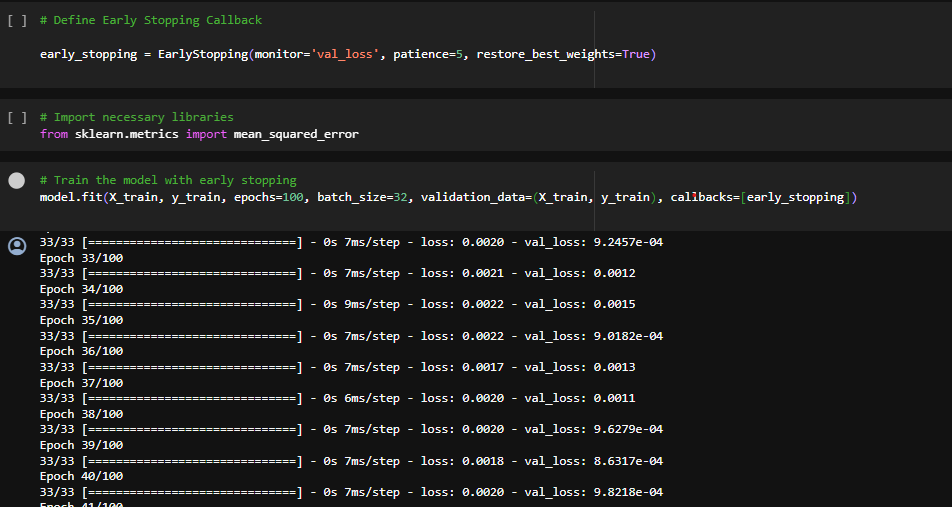 [ ] # Define Early Stopping Callback
early_stopping = EarlyStopping(monitor='val_loss', patience=5, restore_best_weights=True)
[ ] # Import necessary libraries
from sklearn.metrics import mean_squared_error
# Train the model with early stopping
model.fit(X_train, y_train, epochs=100, batch_size=32, validation_data=(X_train, y_train), callbacks=[early_stopping])
33/33 [==============================] - 0s 7ms/step - loss: 0.0020 - val_loss: 9.2457e-04
Epoch 33/100
33/33 [==============================] - 0s 7ms/step - loss: 0.0021 - val_loss: 0.0012
Epoch 34/100
33/33 [==============================] - 0s 9ms/step - loss: 0.0022 - val_loss: 0.0015
Epoch 35/100
33/33 [==============================] - 0s 7ms/step - loss: 0.0022 - val_loss: 9.0182e-04
Epoch 36/100
33/33 [==============================] - 0s 7ms/step - loss: 0.0017 - val_loss: 0.0013
Epoch 37/100
33/33 [==============================] - 0s 6ms/step - loss: 0.0020 - val_loss: 0.0011
Epoch 38/100
33/33 [==============================] - 0s 7ms/step - loss: 0.0020 - val_loss: 9.6279e-04
Epoch 39/100
33/33 [==============================] - 0s 7ms/step - loss: 0.0018 - val_loss: 8.6317e-04
Epoch 40/100
33/33 [==============================] - 0s 7ms/step - loss: 0.0020 - val_loss: 9.8218e-04
Epoch 41/100